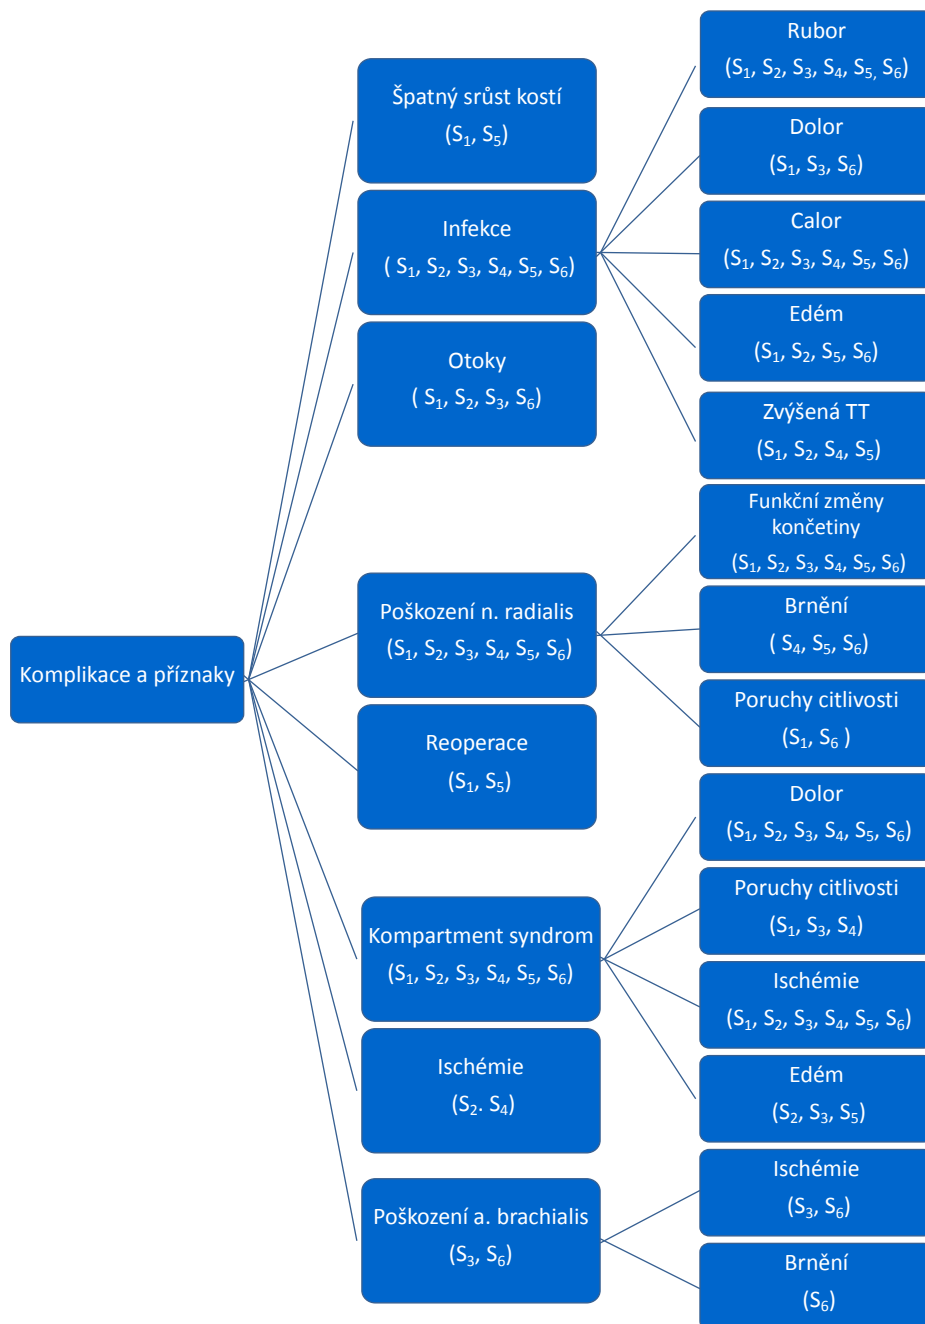 Komplikace a příznaky
Špatný srůst kostí
(S₁, S₅)
Infekce
( S₁, S₂, S₃, S₄, S₅, S₆)
Otoky
( S₁, S₂, S₃, S₆)
Poškození n. radialis
(S₁, S₂, S₃, S₄, S₅, S₆)
Reoperace
(S₁, S₅)
Kompartment syndrom
(S₁, S₂, S₃, S₄, S₅, S₆)
Ischémie
(S₂. S₄)
Poškození a. brachialis
(S₃, S₆)
Rubor
(S₁, S₂, S₃, S₄, S₅, S₆)
Dolor
(S₁, S₃, S₆)
Calor
(S₁, S₂, S₃, S₄, S₅, S₆)
Edém
(S₁, S₂, S₅, S₆)
Zvýšená TT
(S₁, S₂, S₄, S₅)
Funkční změny
končetiny
(S₁, S₂, S₃, S₄, S₅, S₆)
Brnění
( S₄, S₅, S₆)
Poruchy citlivosti
(S₁, S₆ )
Dolor
(S₁, S₂, S₃, S₄, S₅, S₆)
Poruchy citlivosti
(S₁, S₃, S₄)
Ischémie
(S₁, S₂, S₃, S₄, S₅, S₆)
Edém
(S₂, S₃, S₅)
Ischémie
(S₃, S₆)
Brnění
(S₆)